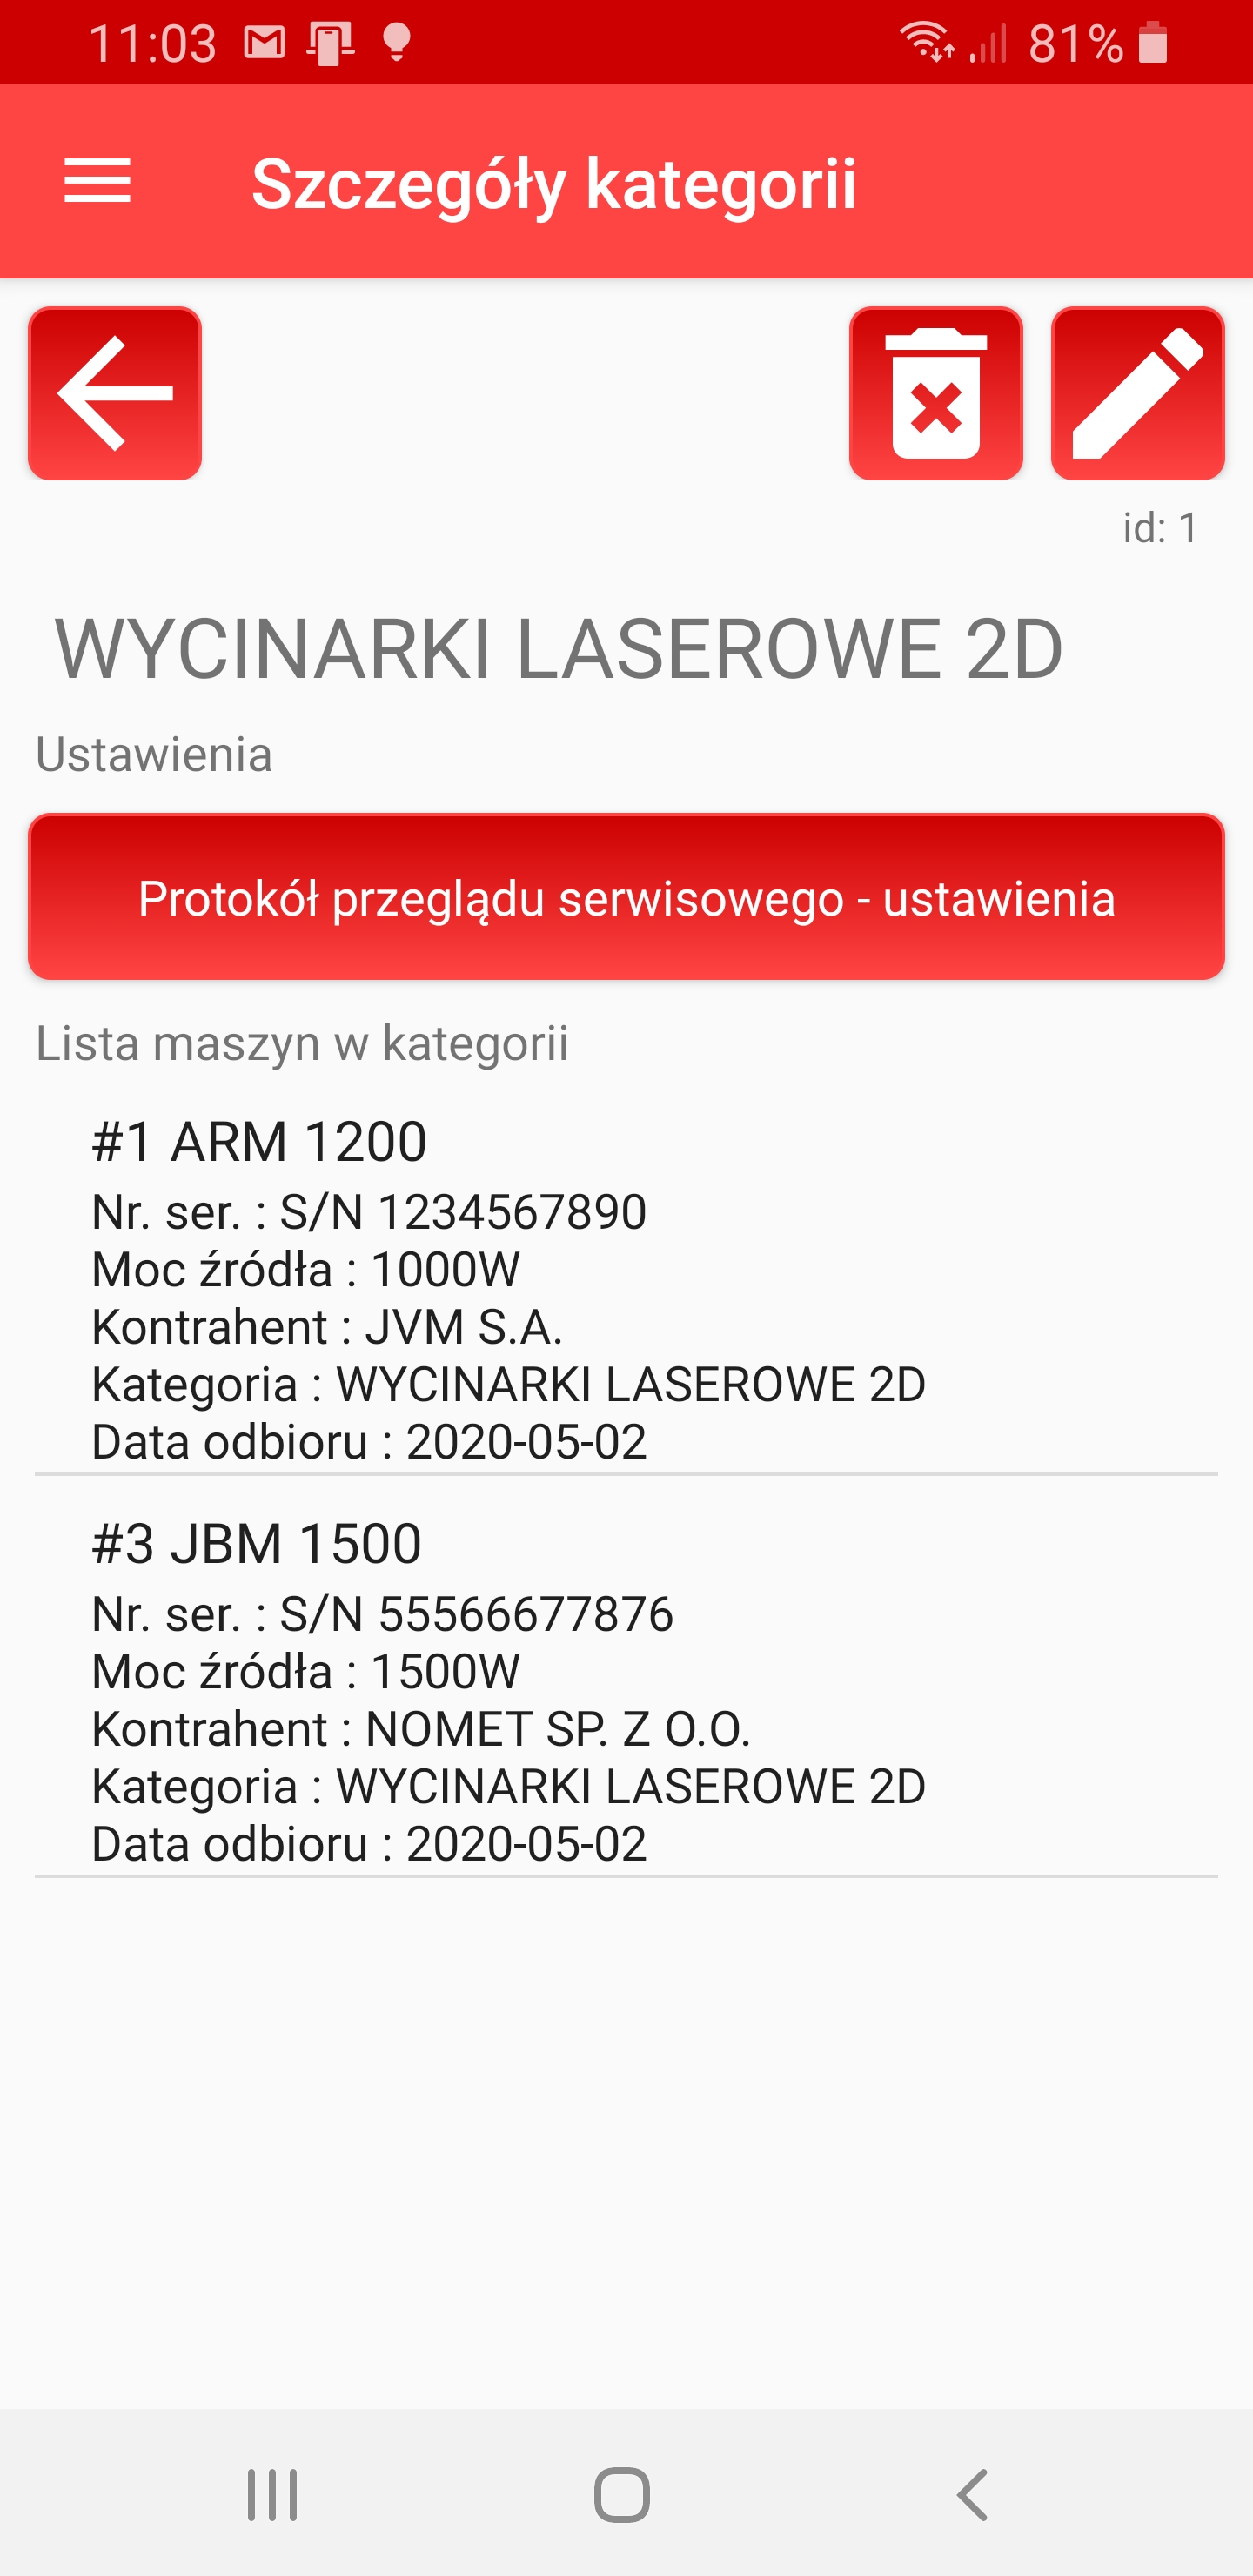 11:03
81%
Szczegóły kategorii
id: 1
WYCINARKI LASEROWE 2D
Ustawienia
Protokół przeglądu serwisowego - ustawienia
Lista maszyn w kategorii
#1 ARM 1200
Nr. ser. : S/N 1234567890
Moc źródła : 1000W
Kontrahent : JVM S.A.
Kategoria : WYCINARKI LASEROWE 2D
Data odbioru : 2020-05-02
#3 JBM 1500
Nr. ser. : S/N 55566677876
Moc źródła : 1500W
Kontrahent : NOMET SP. Z O.O.
Kategoria : WYCINARKI LASEROWE 2D
Data odbioru : 2020-05-02